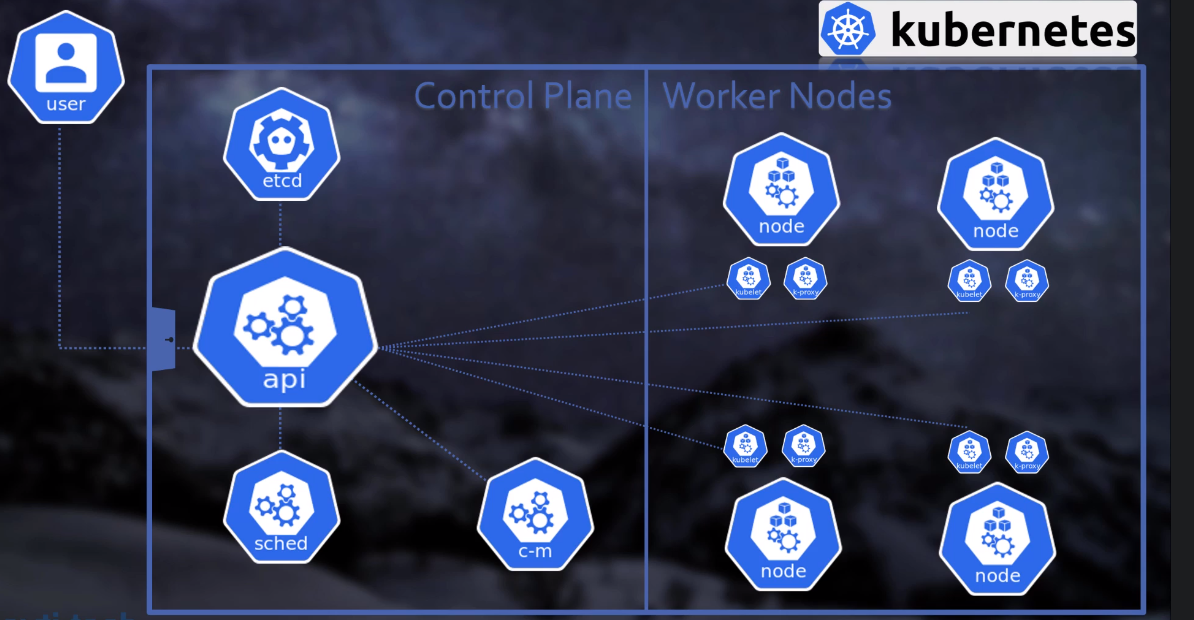 kubernetes
user
Control Plane
Worker Nodes
etcd
node
node
kubelet
k-proxy
kubelet
k-proxy
api
kubelet
k-proxy
kubelet
k-proxy
sched
c-m
node
node